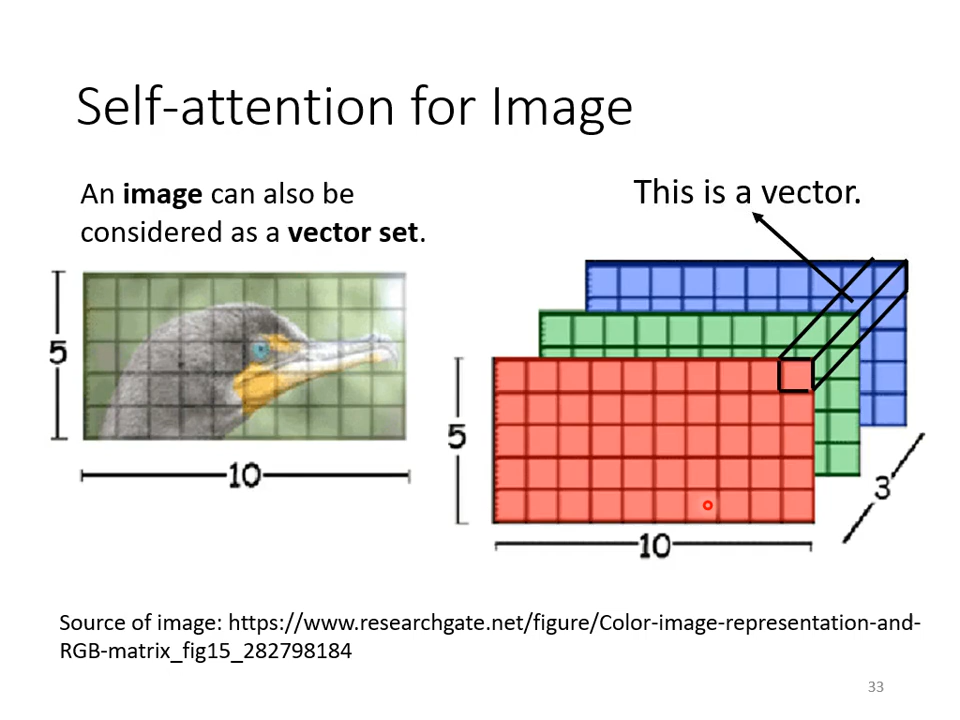 Self-attention for Image
An image can also be
considered as a vector set.
This is a vector.
5
10
5
10
3
Source of image: https://www.researchgate.net/figure/Color-image-representation-and-
RGB-matrix_fig15_282798184
33